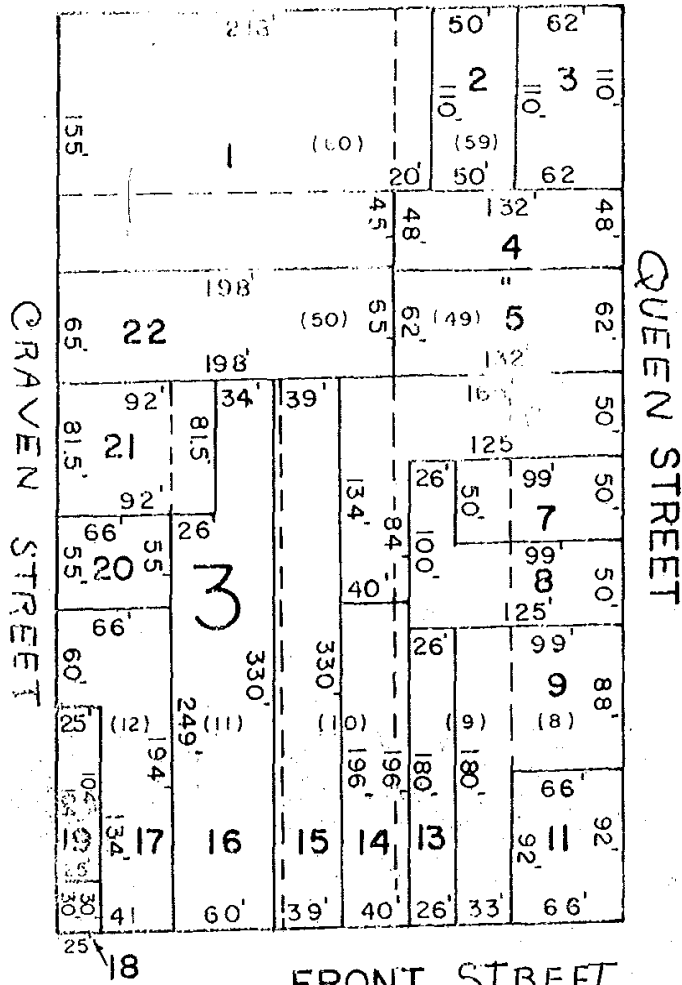 213' 50' 62'
155' 1 (60) 110' 2 110' 3 110'
(59)
20' 50' 62
45' 48' 132' 48'
4
198' "
65' 22 (50) 65' 62' (49) 5 62'
198' 132'
92' 34' 39' 50'
81.5' 21 81.5' 125
92' 26' 134' 26' 50' 99' 50'
66' 7
55' 20 55' 3 84' 100' 99'
40' 8 50'
66' 125'
60' 330' 330' 26' 99'
9 88'
25' (12) 249' (11) (10) (9) (8)
194' 196' 196' 180' 180' 66'
104' 134' 17 16 15 14 13 92' 11 92'
30' 30' 41 60' 39' 40' 26' 33' 66'
25' 18
CRAVEN STREET
QUEEN STREET
FRONT STREET